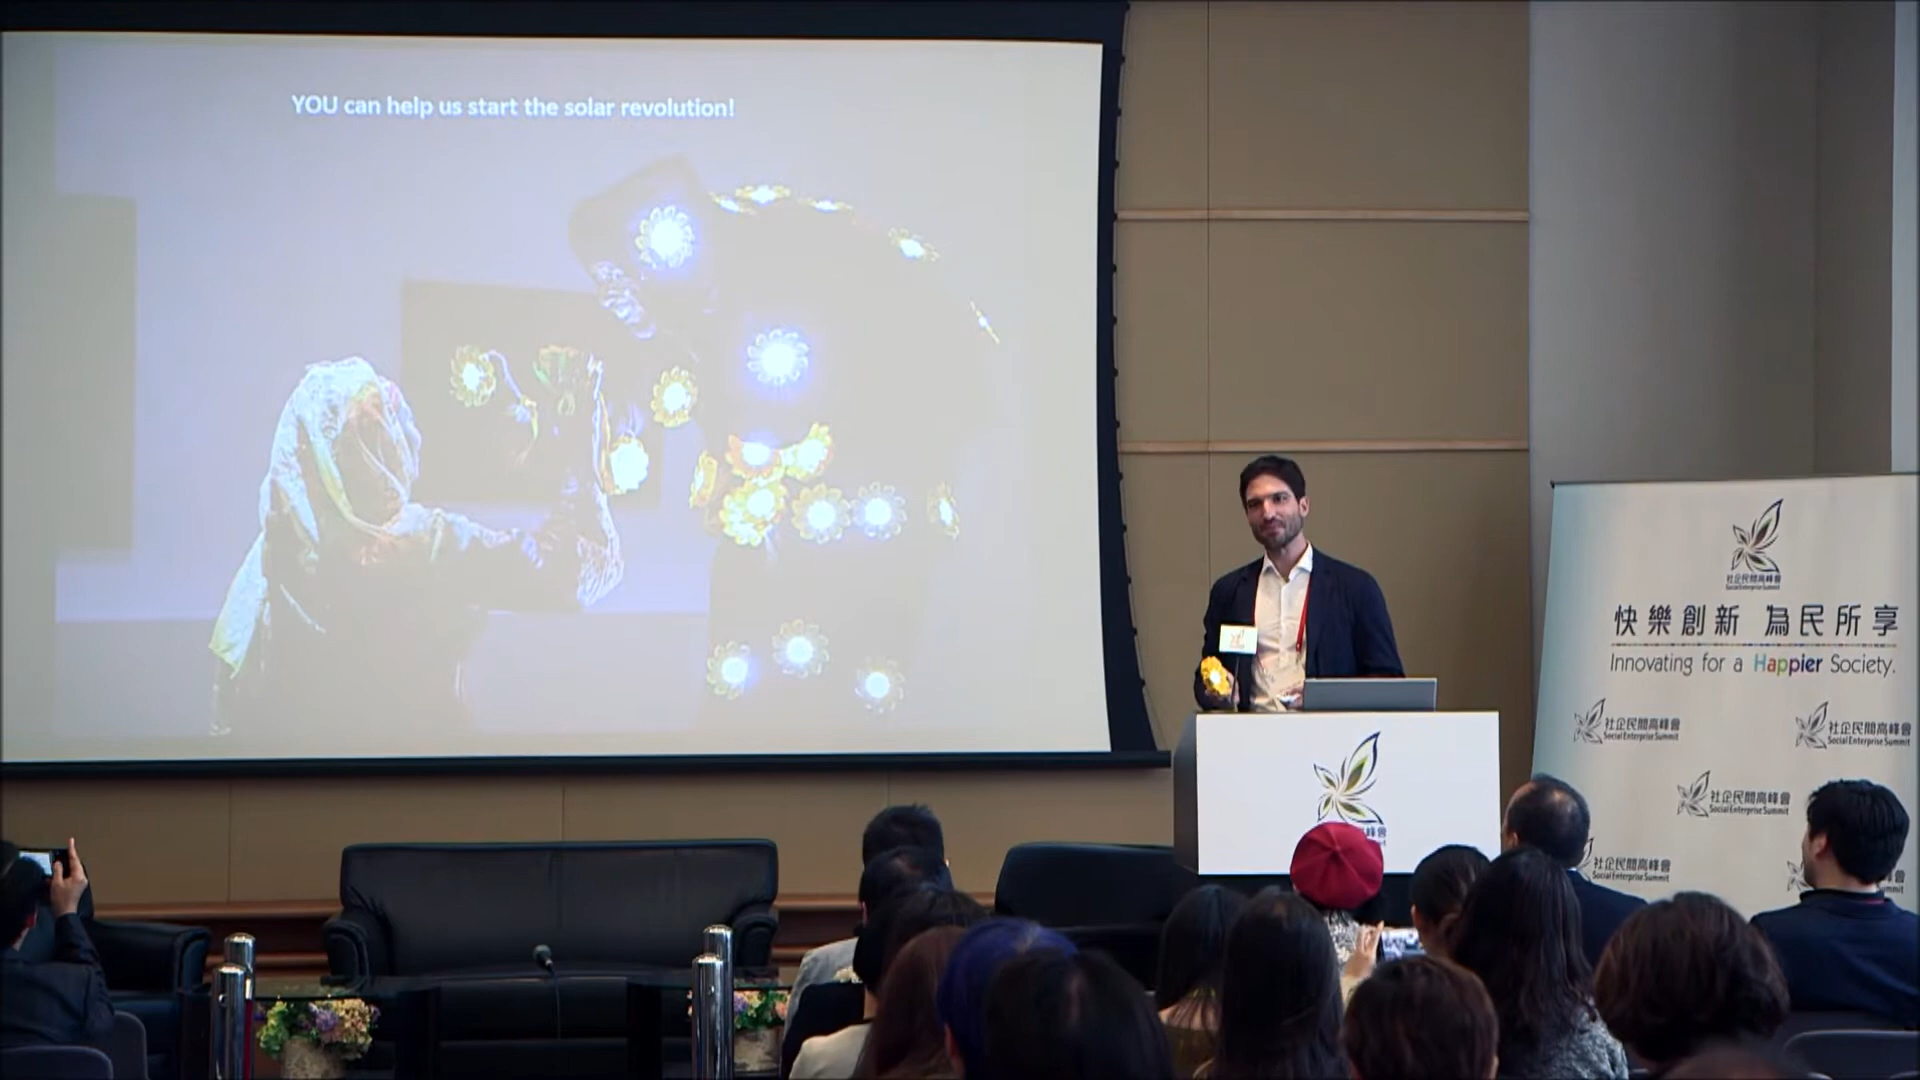 YOU can help us start the solar revolution!
社企民間高峰會
Social Enterprise Summit
快樂創新 為民所享
Innovating for a Happier Society.
社企民間高峰會
Social Enterprise Summit
社企民間高峰會
Social Enterprise Summit
社企民間高峰會
Social Enterprise Summit
社企民間高峰會
Social Enterprise Summit